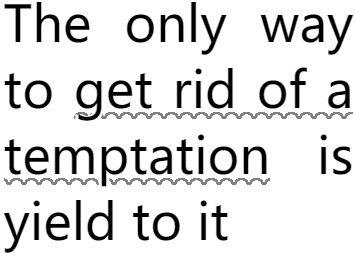 The only way
to get rid of a
temptation is
yield to it